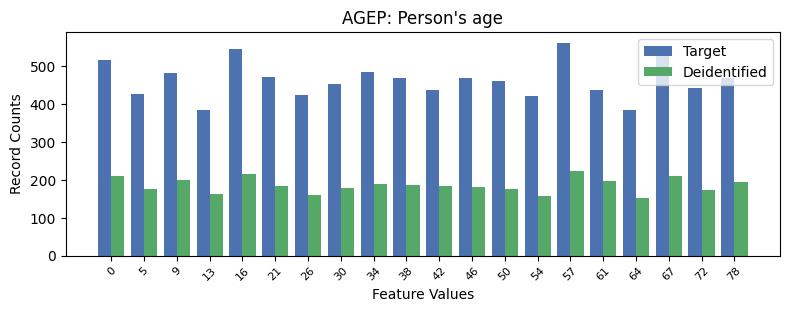 AGEP: Person's age
Target
Deidentified
Record Counts
500
400
300
200
100
0
0 5 9 13 16 21 26 30 34 38 42 46 50 54 57 61 64 67 72 78
Feature Values